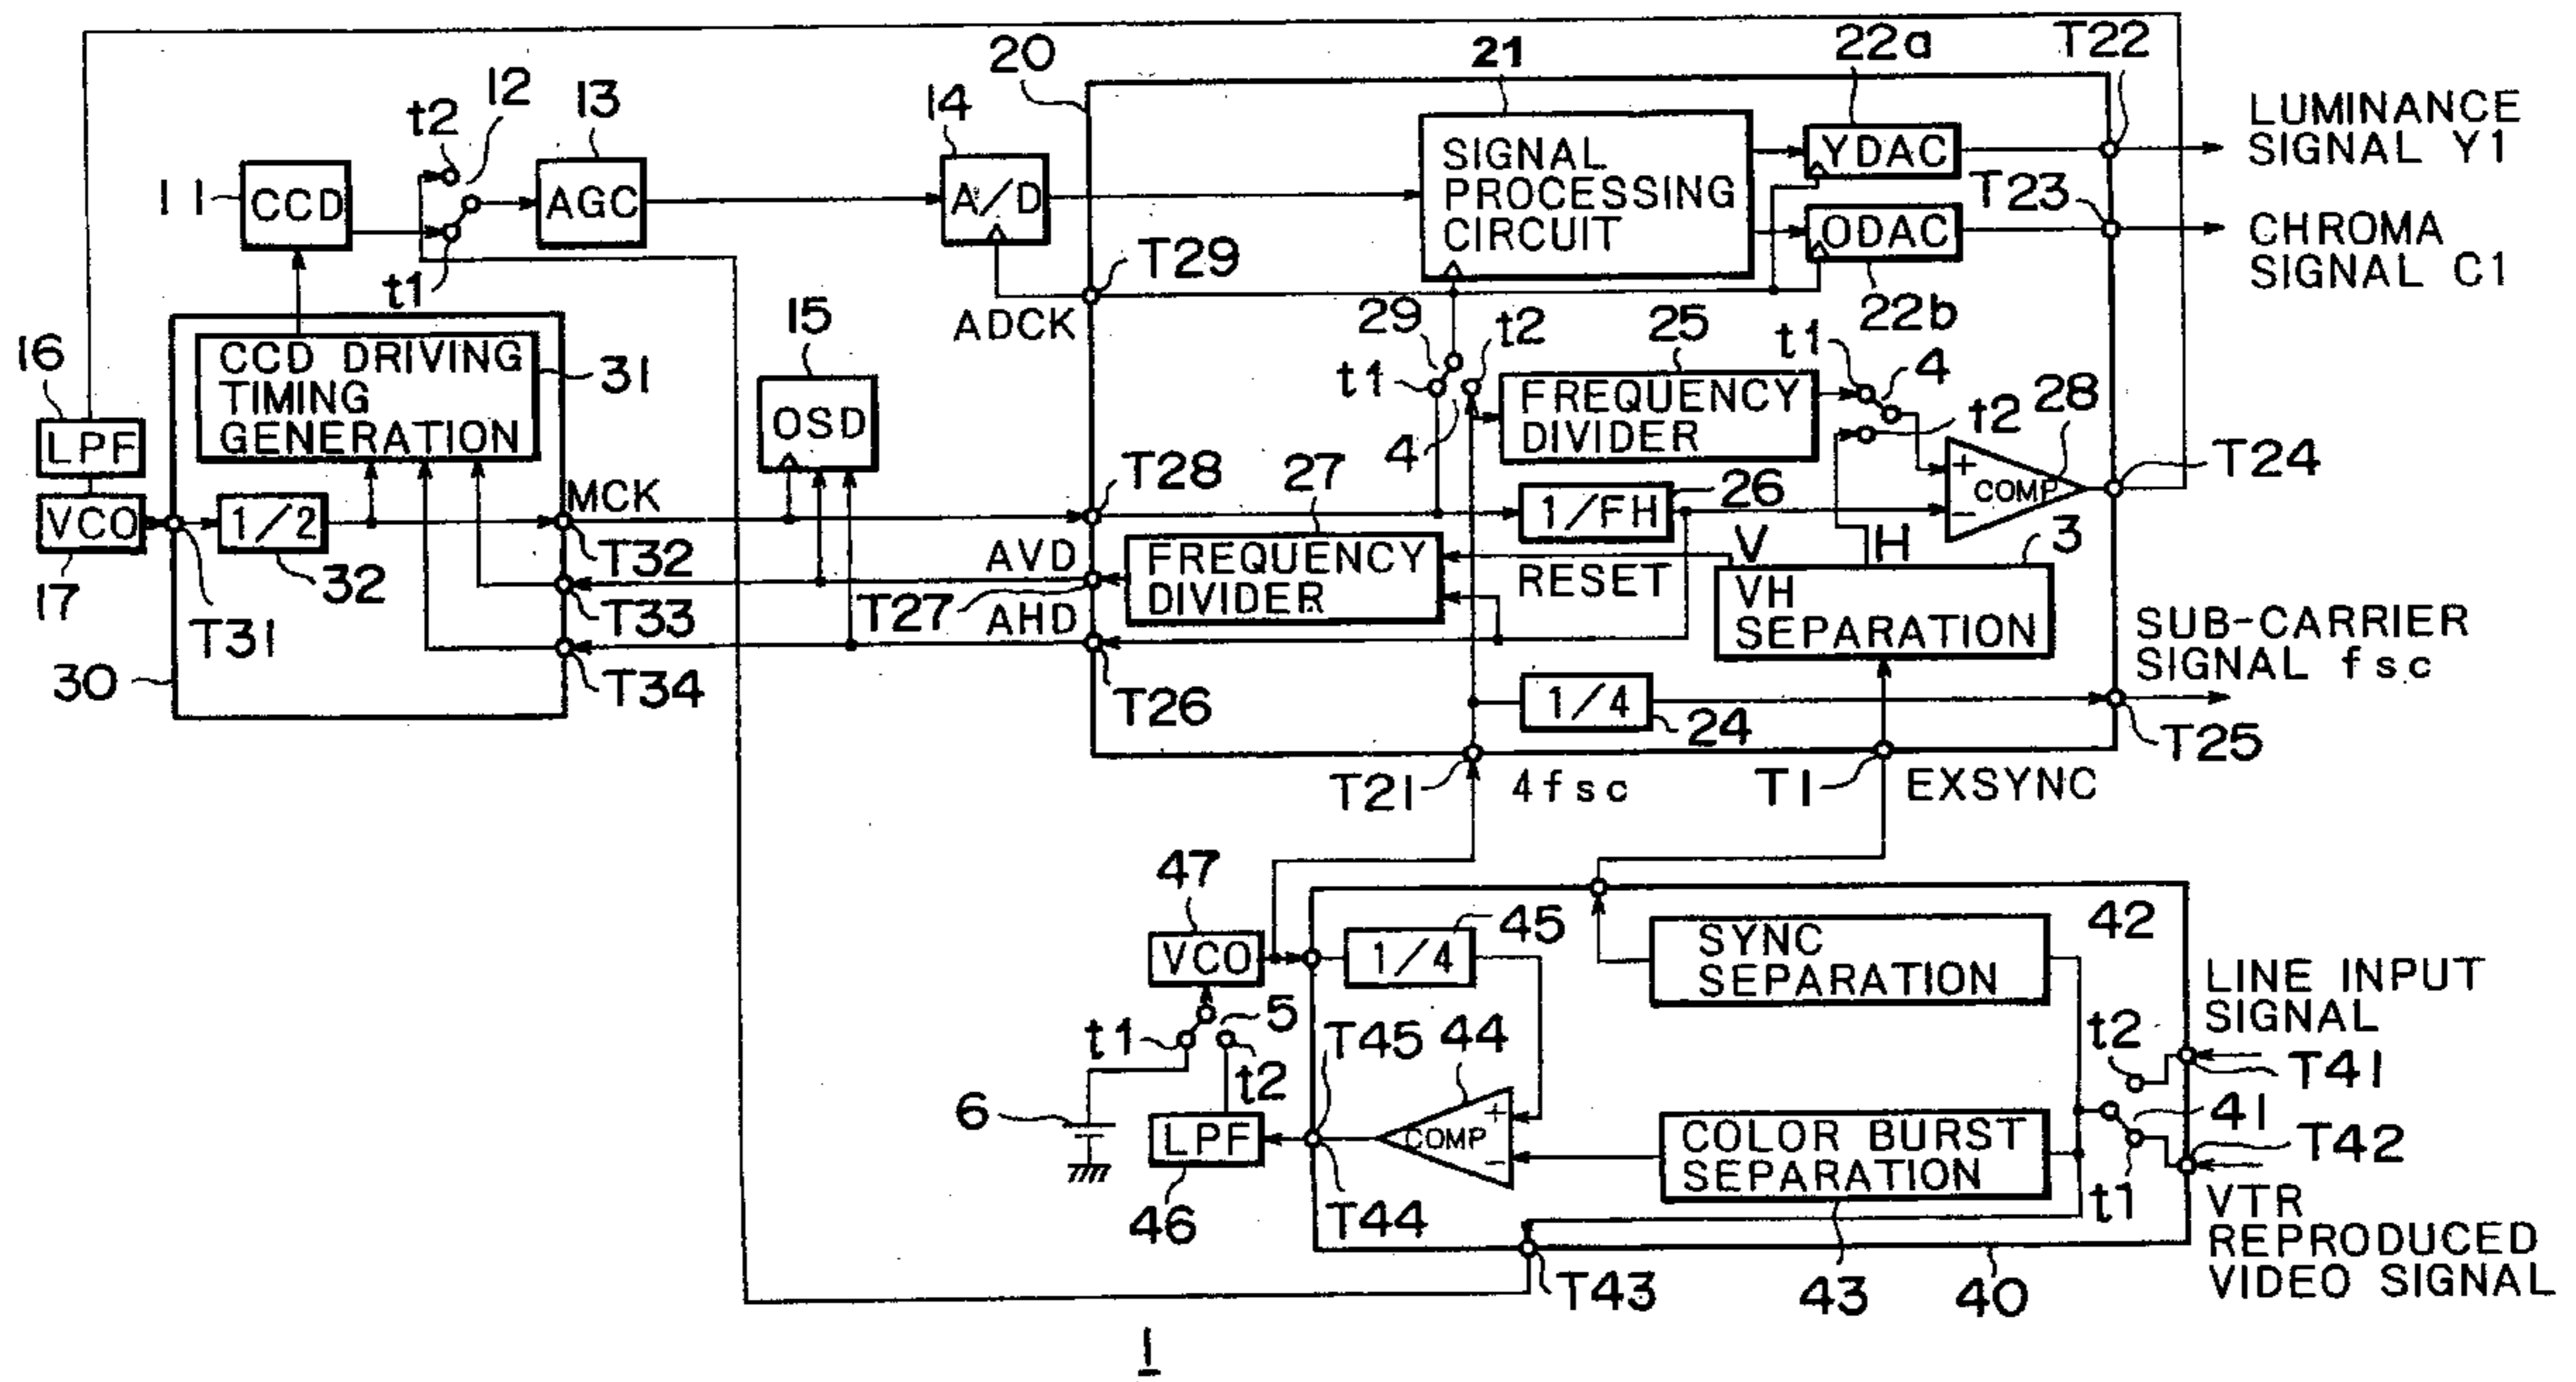 20
21
22a
T22
LUMINANCE
SIGNAL Y1
t2
12
13
14
11
CCD
AGC
A/D
SIGNAL
PROCESSING
CIRCUIT
YDAC
T23
ODAC
CHROMA
SIGNAL C1
t1
T29
ADCK
22b
16
LPF
VCO
17
CCD DRIVING
TIMING
GENERATION
31
15
OSD
29
t1
t2
4
25
FREQUENCY
DIVIDER
t1
4
t2
28
+
COMP
−
T24
1/2
32
MCK
T32
T28
27
1/FH
26
AVD
T33
T27
FREQUENCY
DIVIDER
V
RESET
H
3
VH
SEPARATION
T31
30
T34
AHD
T26
SUB-CARRIER
SIGNAL fsc
1/4
24
T25
T21
4fsc
T1
EXSYNC
47
VCO
45
1/4
42
SYNC
SEPARATION
LINE INPUT
SIGNAL
t1
5
t2
T45
44
t2
T41
6
LPF
46
+
COMP
−
T44
COLOR BURST
SEPARATION
43
41
t1
T42
VTR
REPRODUCED
VIDEO SIGNAL
T43
40
1